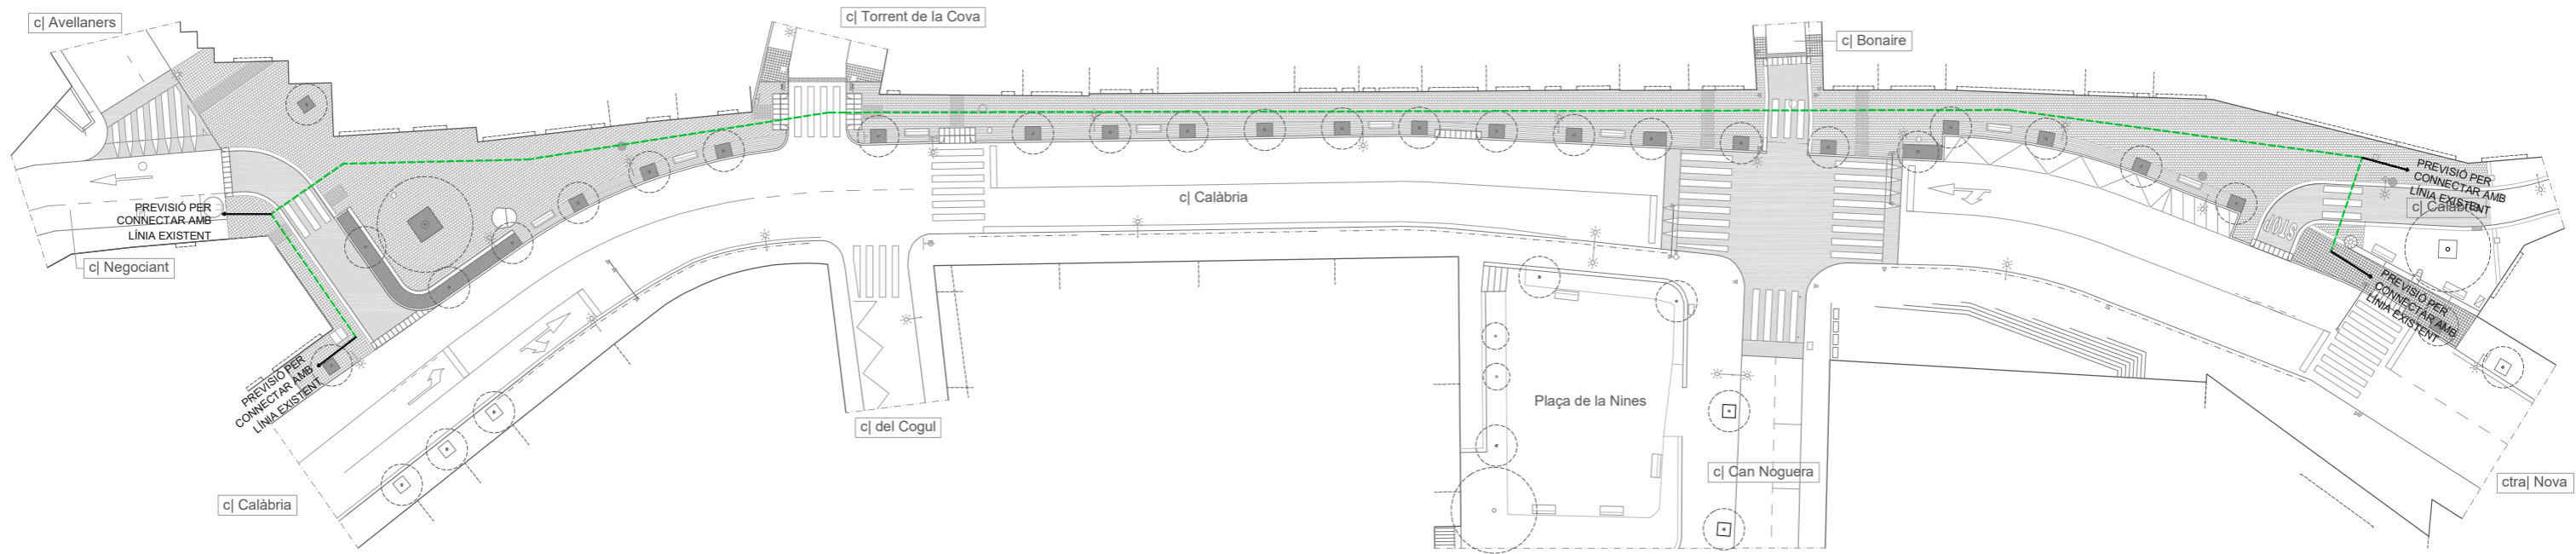 c| Avellaners
c| Torrent de la Cova
c| Bonaire
PREVISIÓ PER
CONNECTAR AMB
LÍNIA EXISTENT
c| Negociant
c| Calàbria
PREVISIÓ PER
CONNECTAR AMB
LÍNIA EXISTENT
c| Calàbria
STOP
PREVISIÓ PER
CONNECTAR AMB
LÍNIA EXISTENT
PREVISIÓ PER
CONNECTAR AMB
LÍNIA EXISTENT
c| Calàbria
c| del Cogul
Plaça de la Nines
c| Can Noguera
ctra| Nova